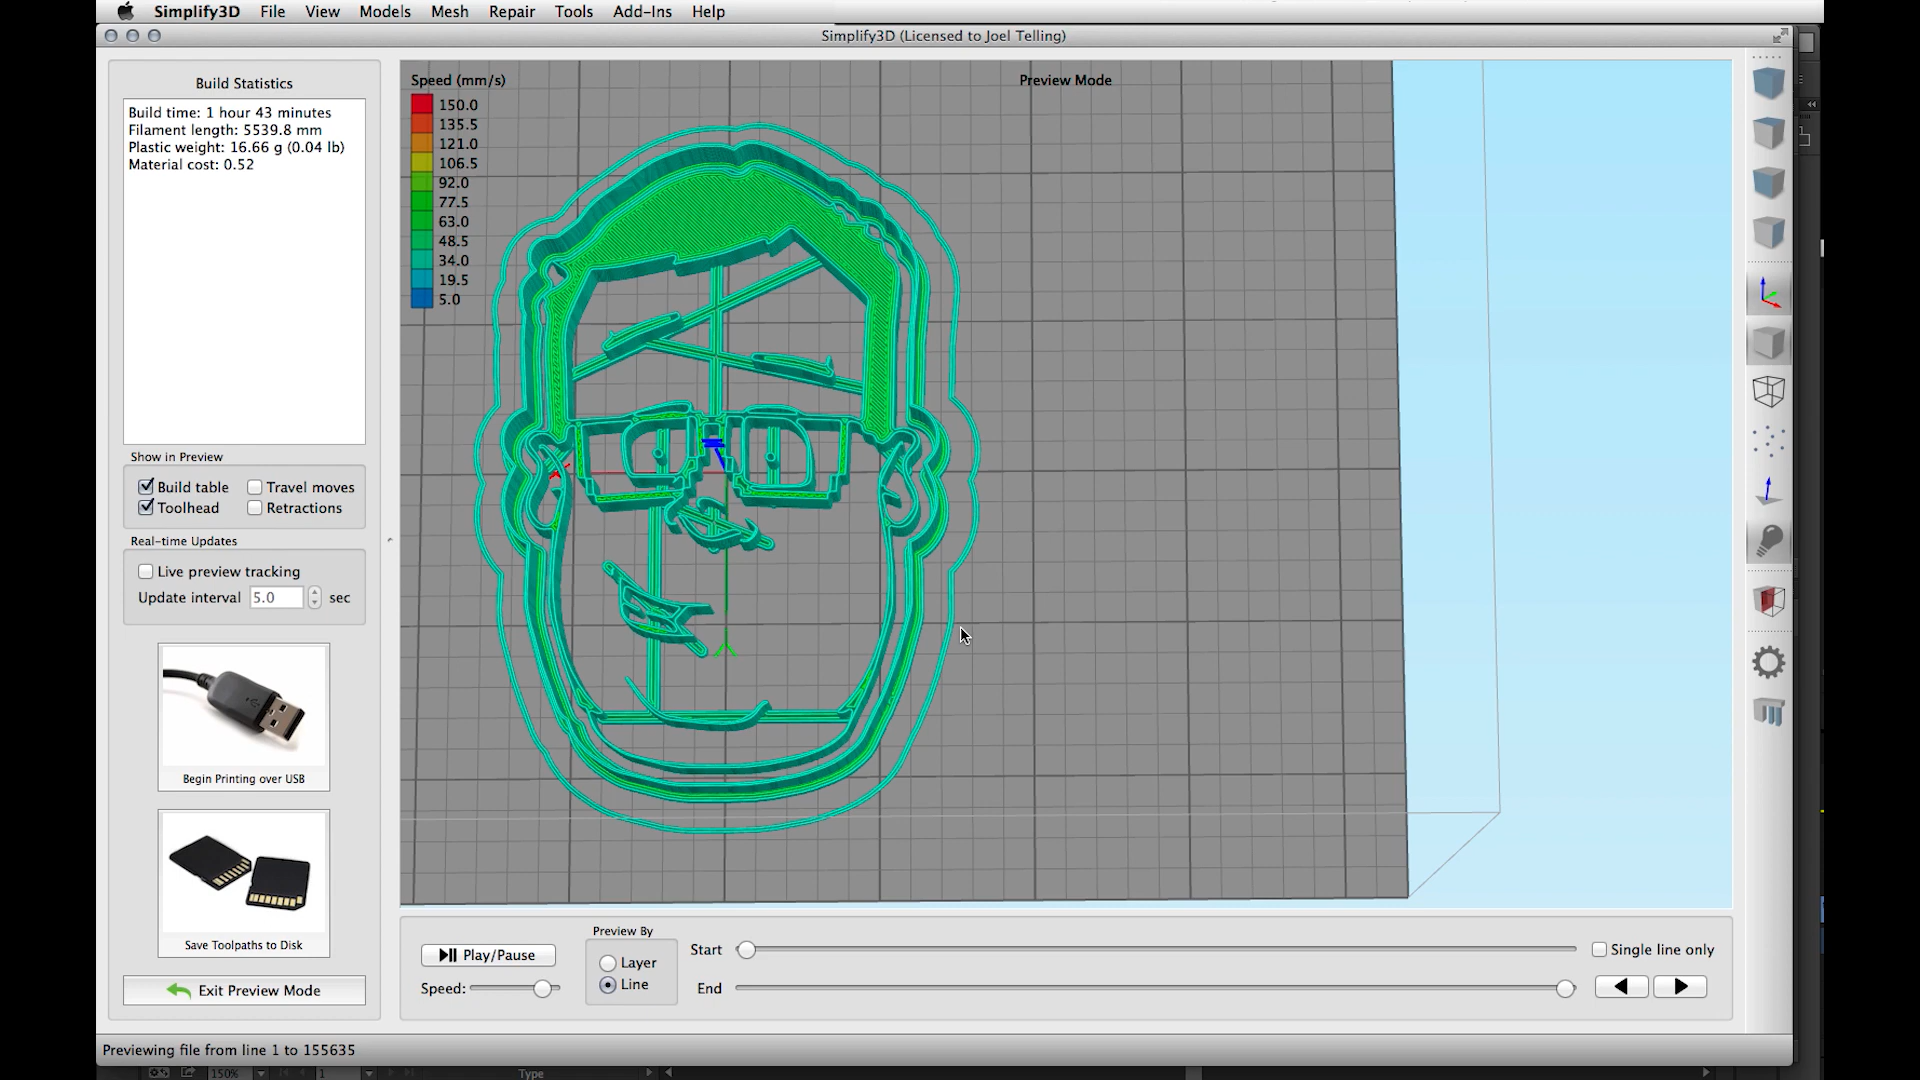 Simplify3D File View Models Mesh Repair Tools Add-Ins Help
Simplify3D (Licensed to Joel Telling)
Build Statistics
Build time: 1 hour 43 minutes
Filament length: 5539.8 mm
Plastic weight: 16.66 g (0.04 lb)
Material cost: 0.52
Show in Preview
Build table
Travel moves
Toolhead
Retractions
Real-time Updates
Live preview tracking
Update interval 5.0 sec
Begin Printing over USB
Save Toolpaths to Disk
Exit Preview Mode
Speed (mm/s)
150.0
135.5
121.0
106.5
92.0
77.5
63.0
48.5
34.0
19.5
5.0
Preview Mode
Play/Pause
Speed:
Preview By
Layer
Line
Start
End
Single line only
Previewing file from line 1 to 155635
150%
1
Type